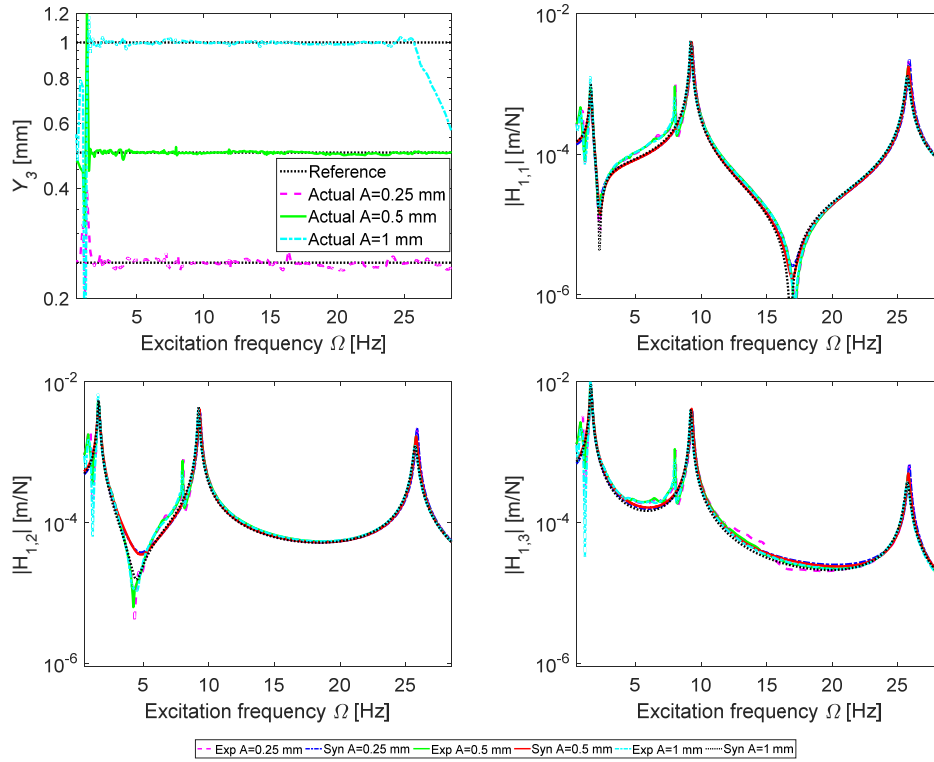 1.2
1
0.8
0.6
0.4
0.2
Y3 [mm]
Reference
Actual A=0.25 mm
Actual A=0.5 mm
Actual A=1 mm
5 10 15 20 25
Excitation frequency Ω [Hz]
10^-2
10^-4
10^-6
|H1,1| [m/N]
5 10 15 20 25
Excitation frequency Ω [Hz]
10^-2
10^-4
10^-6
|H1,2| [m/N]
5 10 15 20 25
Excitation frequency Ω [Hz]
10^-2
10^-4
10^-6
|H1,3| [m/N]
5 10 15 20 25
Excitation frequency Ω [Hz]
Exp A=0.25 mm Syn A=0.25 mm Exp A=0.5 mm Syn A=0.5 mm Exp A=1 mm Syn A=1 mm